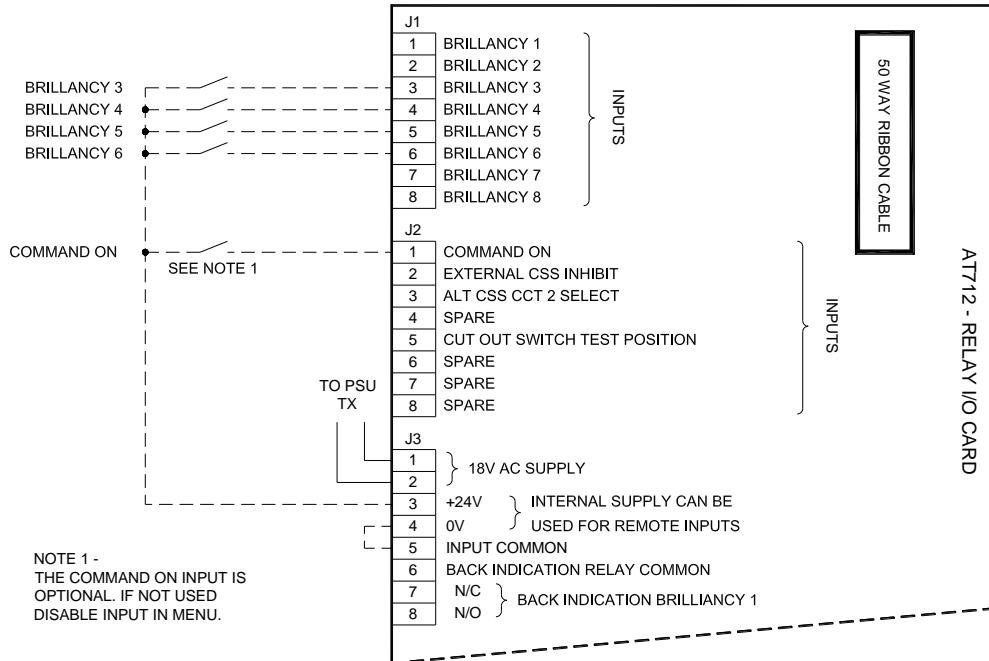 J1
1 BRILLANCY 1
2 BRILLANCY 2
BRILLANCY 3 3 BRILLANCY 3
BRILLANCY 4 4 BRILLANCY 4
BRILLANCY 5 5 BRILLANCY 5
BRILLANCY 6 6 BRILLANCY 6
7 BRILLANCY 7
8 BRILLANCY 8
INPUTS
50 WAY RIBBON CABLE
J2
COMMAND ON 1 COMMAND ON
SEE NOTE 1
2 EXTERNAL CSS INHIBIT
3 ALT CSS CCT 2 SELECT
4 SPARE
5 CUT OUT SWITCH TEST POSITION
6 SPARE
7 SPARE
8 SPARE
INPUTS
AT712 - RELAY I/O CARD
TO PSU
TX
J3
1
2
18V AC SUPPLY
3 +24V INTERNAL SUPPLY CAN BE
4 0V USED FOR REMOTE INPUTS
5 INPUT COMMON
6 BACK INDICATION RELAY COMMON
7 N/C
8 N/O
BACK INDICATION BRILLIANCY 1
NOTE 1 -
THE COMMAND ON INPUT IS
OPTIONAL. IF NOT USED
DISABLE INPUT IN MENU.